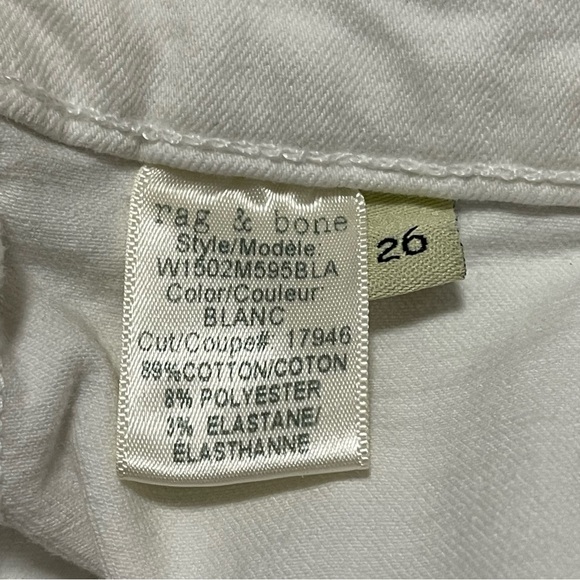 rag & bone
Style/Modèle
W1502M595BLA
Color/Couleur
BLANC
Cut/Coupe# 17946
89%COTTON/COTON
8% POLYESTER
3% ELASTANE/
ELASTHANNE
26